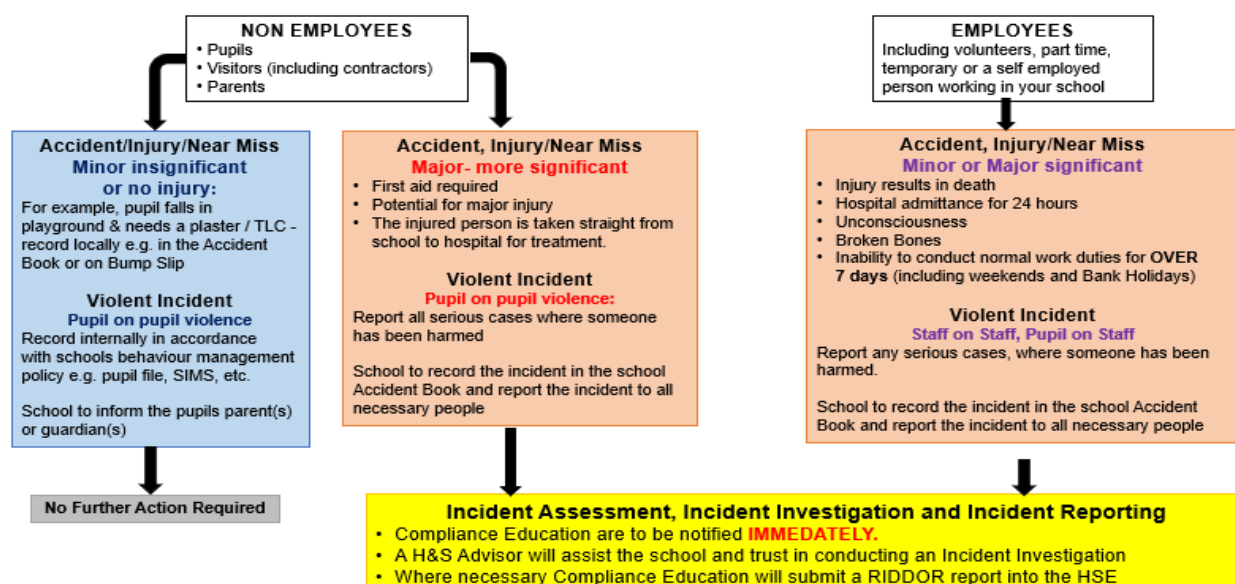 NON EMPLOYEES
• Pupils
• Visitors (including contractors)
• Parents
EMPLOYEES
Including volunteers, part time,
temporary or a self employed
person working in your school
Accident/Injury/Near Miss
Minor insignificant
or no injury:
For example, pupil falls in
playground & needs a plaster / TLC -
record locally e.g. in the Accident
Book or on Bump Slip
Violent Incident
Pupil on pupil violence
Record internally in accordance
with schools behaviour management
policy e.g. pupil file, SIMS, etc.
School to inform the pupils parent(s)
or guardian(s)
No Further Action Required
Accident, Injury/Near Miss
Major- more significant
• First aid required
• Potential for major injury
• The injured person is taken straight from
school to hospital for treatment.
Violent Incident
Pupil on pupil violence:
Report all serious cases where someone
has been harmed
School to record the incident in the school
Accident Book and report the incident to all
necessary people
Accident, Injury/Near Miss
Minor or Major significant
• Injury results in death
• Hospital admittance for 24 hours
• Unconsciousness
• Broken Bones
• Inability to conduct normal work duties for OVER
7 days (including weekends and Bank Holidays)
Violent Incident
Staff on Staff, Pupil on Staff
Report any serious cases, where someone has been
harmed.
School to record the incident in the school Accident
Book and report the incident to all necessary people
Incident Assessment, Incident Investigation and Incident Reporting
• Compliance Education are to be notified IMMEDATELY.
• A H&S Advisor will assist the school and trust in conducting an Incident Investigation
• Where necessary Compliance Education will submit a RIDDOR report into the HSE